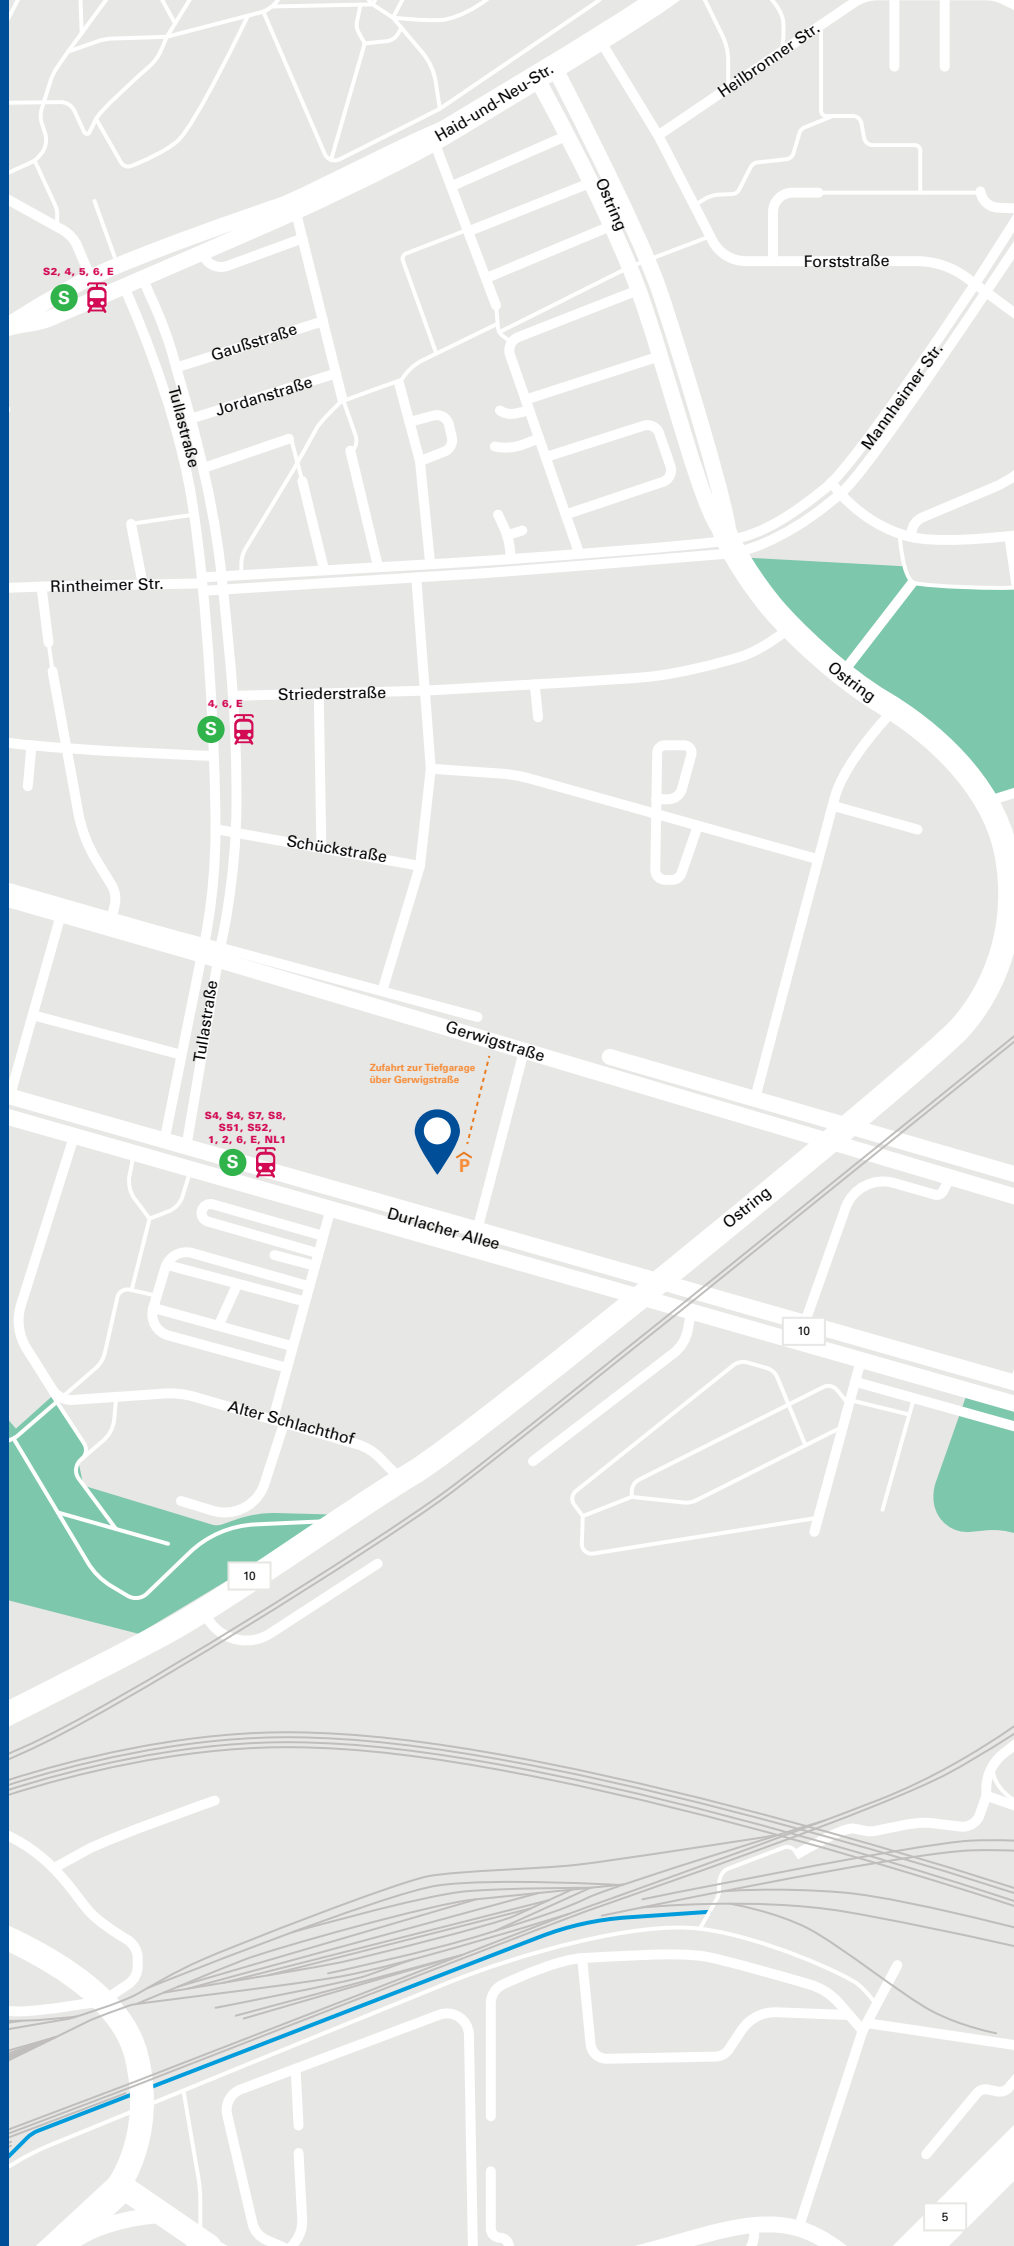 Heilbronner Str.
Haid-und-Neu-Str.
Ostring
Forststraße
S2, 4, 5, 6, E
S
Gaußstraße
Jordanstraße
Tullastraße
Mannheimer Str.
Rintheimer Str.
Ostring
Striederstraße
4, 6, E
S
Schückstraße
Tullastraße
Gerwigstraße
Zufahrt zur Tiefgarage
über Gerwigstraße
S4, S4, S7, S8,
S51, S52,
1, 2, 6, E, NL1
S
P
Durlacher Allee
Ostring
10
Alter Schlachthof
10
5